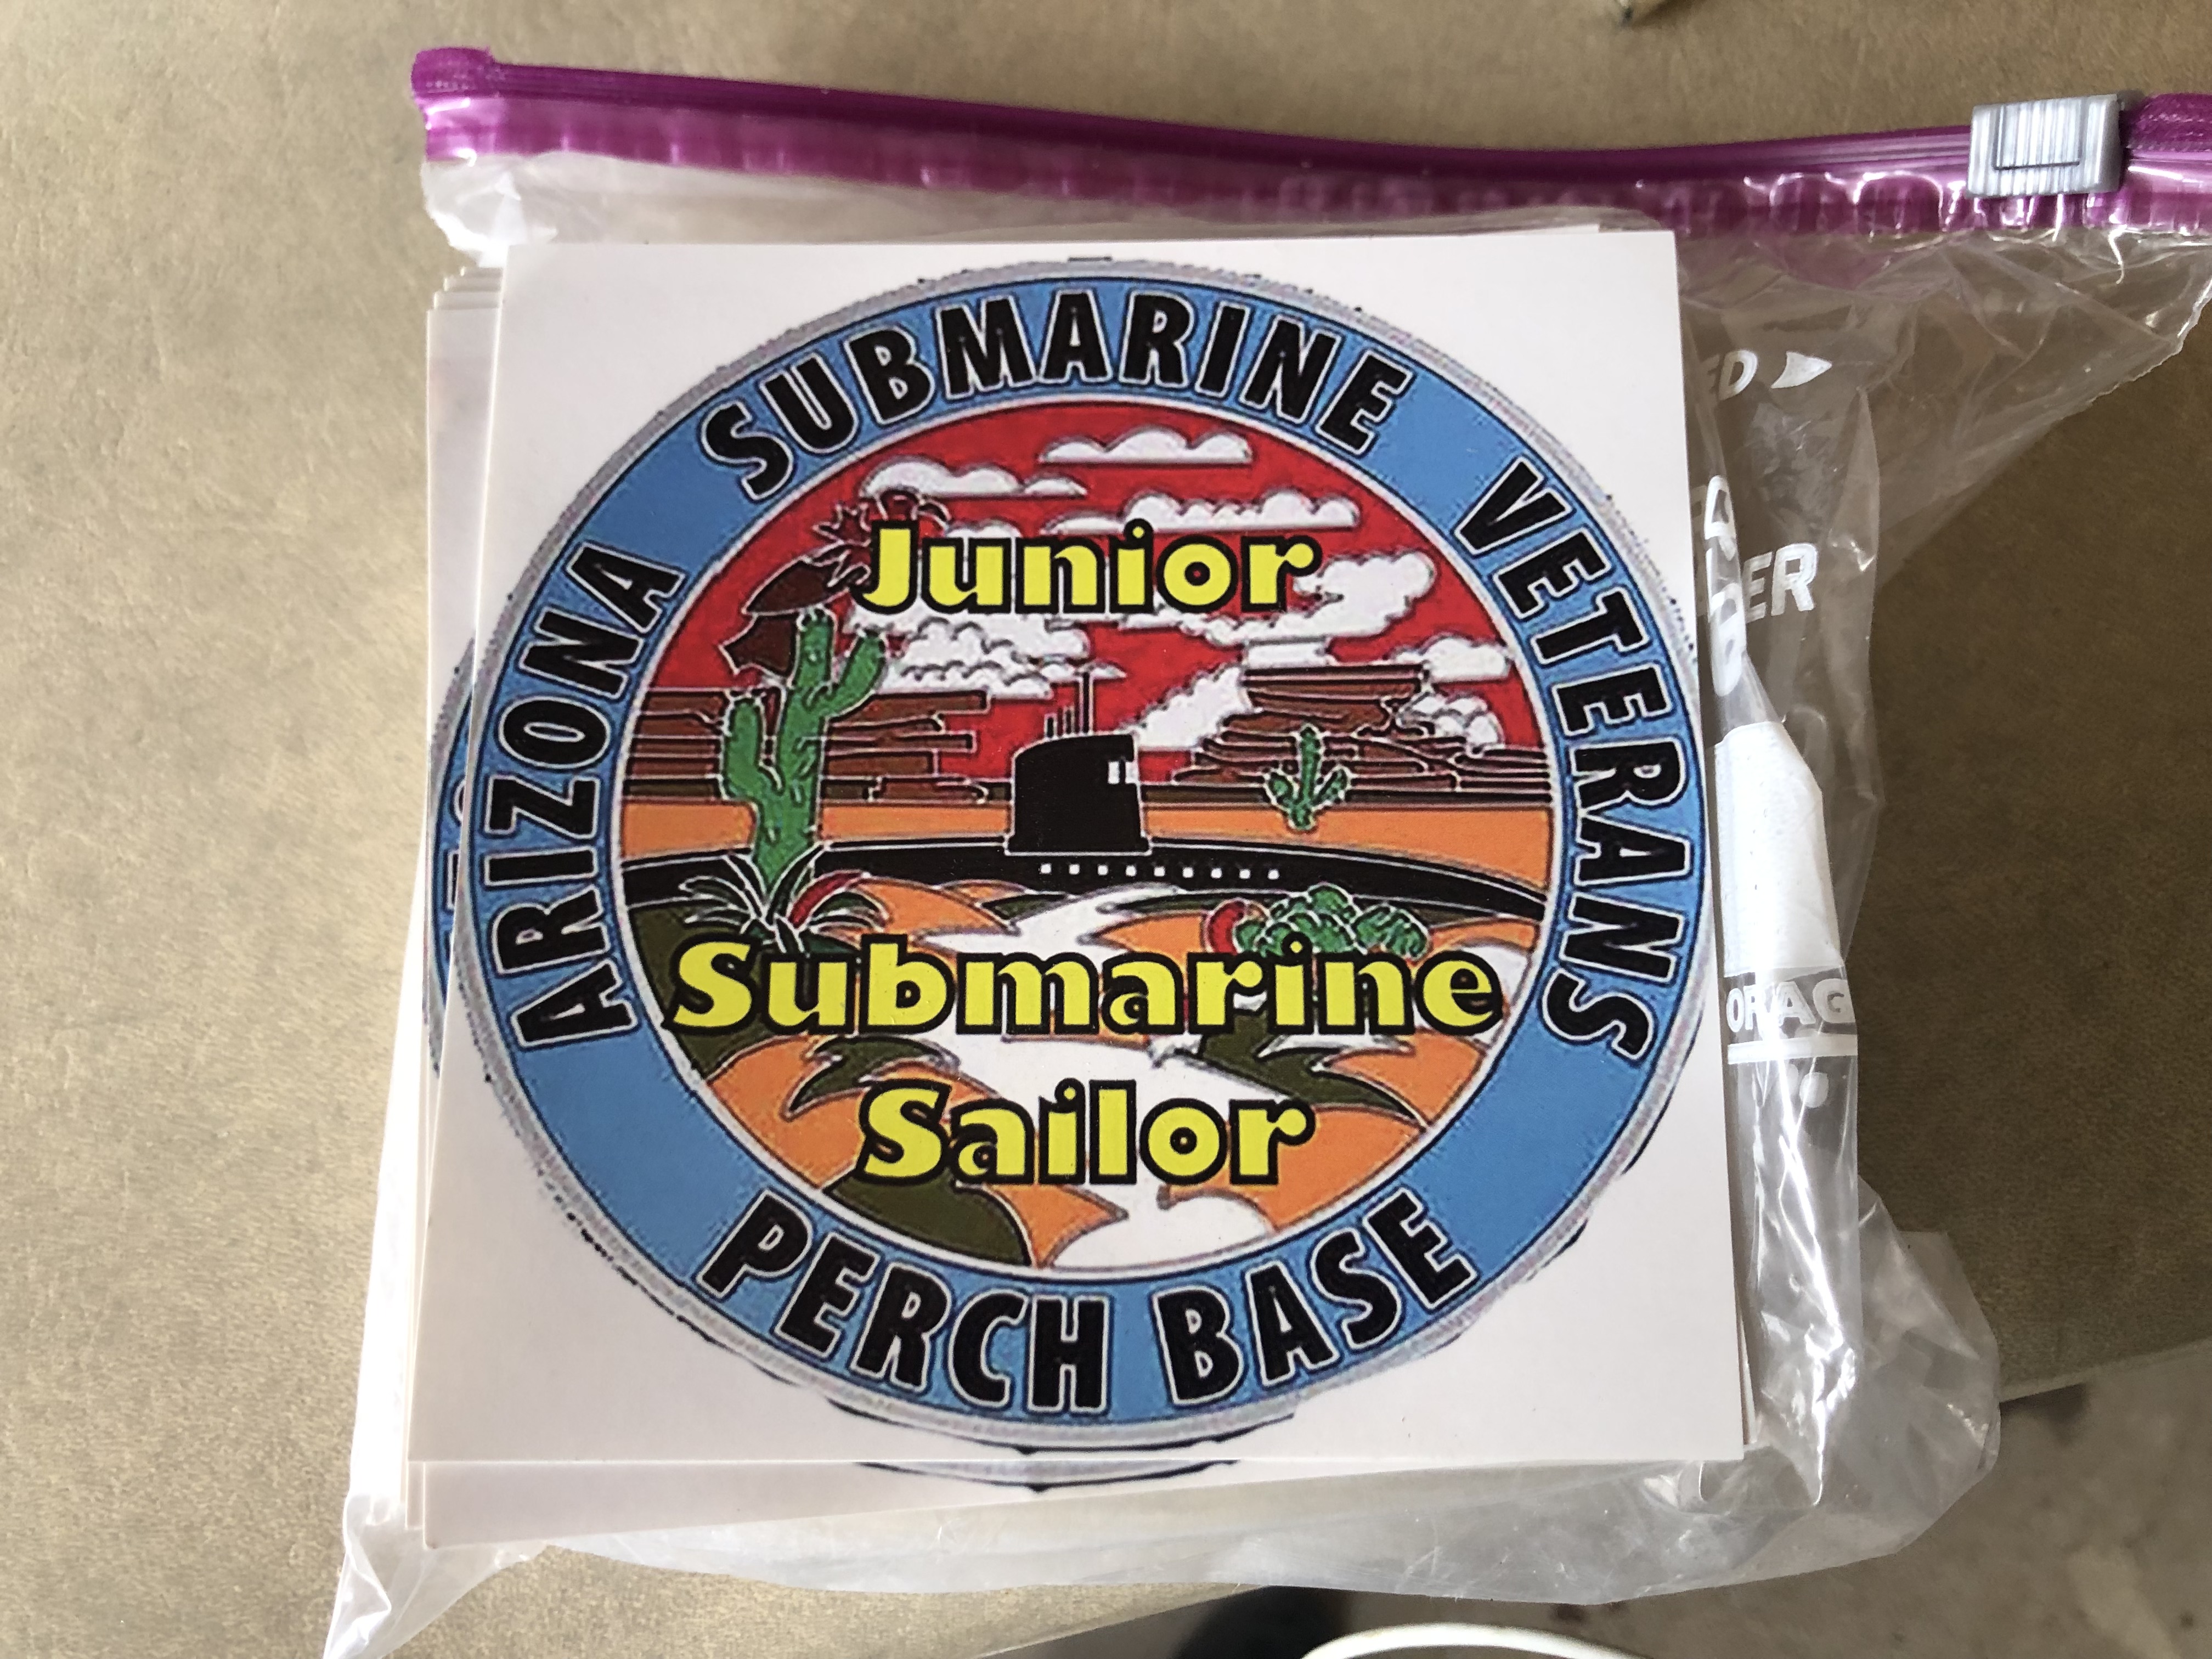 ARIZONA SUBMARINE VETERANS
Junior
Submarine
Sailor
PERCH BASE